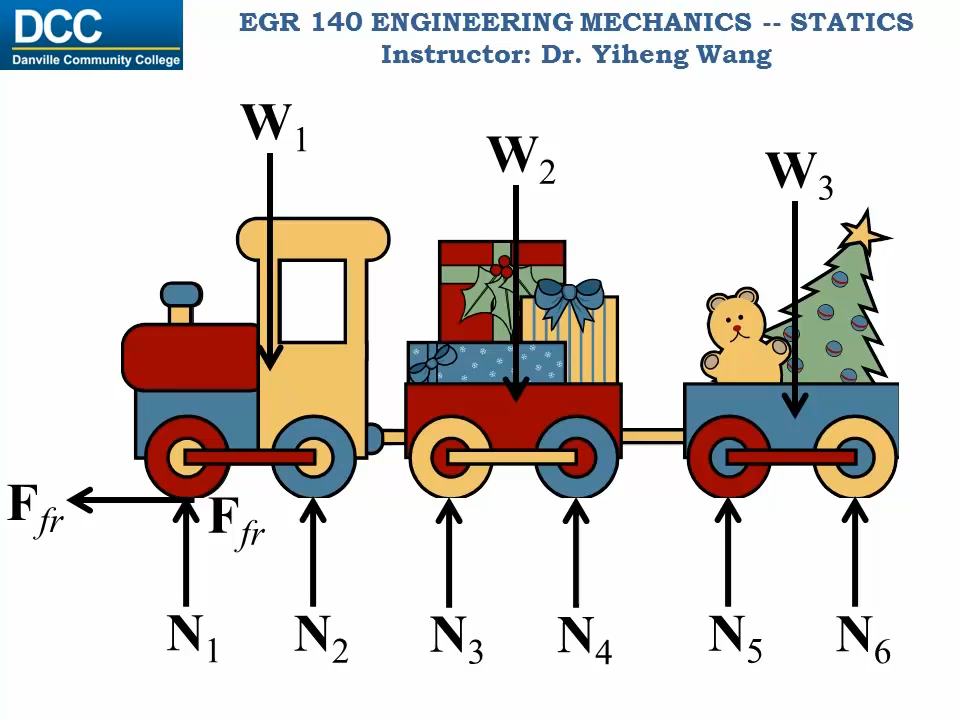 DCC
Danville Community College
EGR 140 ENGINEERING MECHANICS -- STATICS
Instructor: Dr. Yiheng Wang
W1
W2
W3
Ffr
Ffr
N1
N2
N3
N4
N5
N6